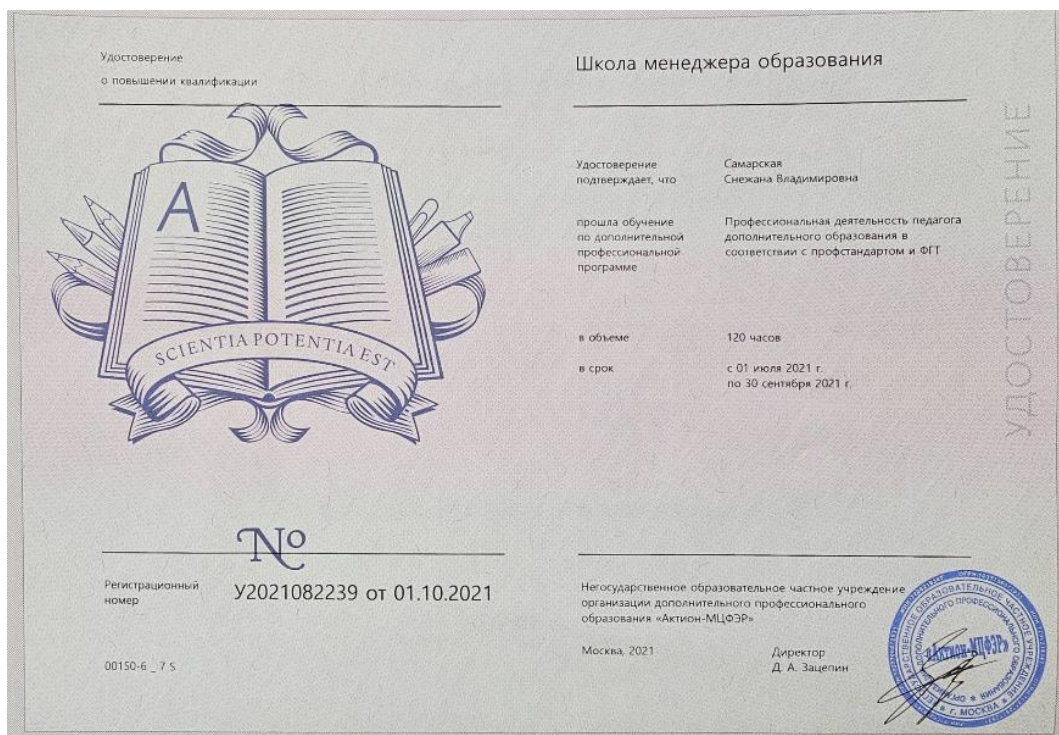 Удостоверение
о повышении квалификации
A
SCIENTIA POTENTIA EST
№
Регистрационный
номер
У2021082239 от 01.10.2021
00150-6_7 S
Школа менеджера образования
Удостоверение
подтверждает, что
Самарская
Снежана Владимировна
прошла обучение
по дополнительной
профессиональной
программе
Профессиональная деятельность педагога
дополнительного образования в
соответствии с профстандартом и ФГТ
в объеме
120 часов
в срок
с 01 июля 2021 г.
по 30 сентября 2021 г.
УДОСТОВЕРЕНИЕ
Негосударственное образовательное частное учреждение
организации дополнительного профессионального
образования «Актион-МЦФЭР»
Москва, 2021
Директор
Д. А. Зацепин
«Актион-МЦФЭР»
г. МОСКВА